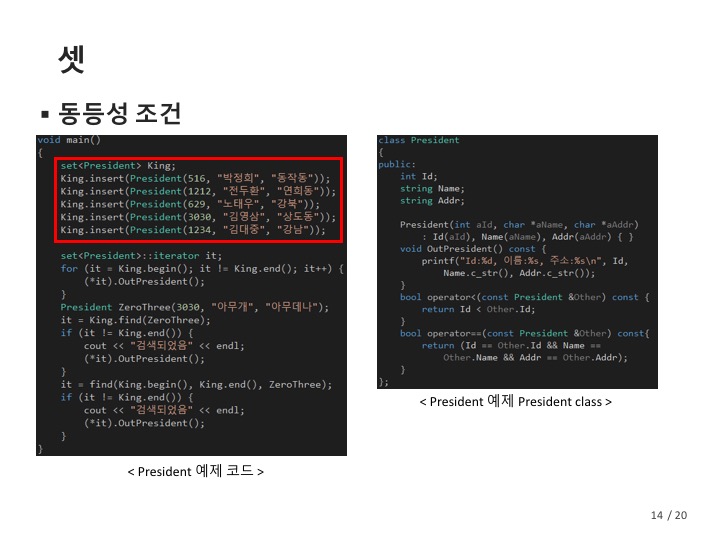 셋
▪ 동등성 조건
void main()
{
    set<President> King;
    King.insert(President(516, "박정희", "동작동"));
    King.insert(President(1212, "전두환", "연희동"));
    King.insert(President(629, "노태우", "강북"));
    King.insert(President(3030, "김영삼", "상도동"));
    King.insert(President(1234, "김대중", "강남"));
    set<President>::iterator it;
    for (it = King.begin(); it != King.end(); it++) {
        (*it).OutPresident();
    }
    President ZeroThree(3030, "아무개", "아무데나");
    it = King.find(ZeroThree);
    if (it != King.end()) {
        cout << "검색되었음" << endl;
        (*it).OutPresident();
    }
    it = find(King.begin(), King.end(), ZeroThree);
    if (it != King.end()) {
        cout << "검색되었음" << endl;
        (*it).OutPresident();
    }
}
< President 예제 코드 >
class President
{
public:
    int Id;
    string Name;
    string Addr;
    President(int aId, char *aName, char *aAddr)
        : Id(aId), Name(aName), Addr(aAddr) { }
    void OutPresident() const {
        printf("Id:%d, 이름:%s, 주소:%s\n", Id,
            Name.c_str(), Addr.c_str());
    }
    bool operator<(const President &Other) const {
        return Id < Other.Id;
    }
    bool operator==(const President &Other) const{
        return (Id == Other.Id && Name ==
            Other.Name && Addr == Other.Addr);
    }
};
< President 예제 President class >
14 / 20